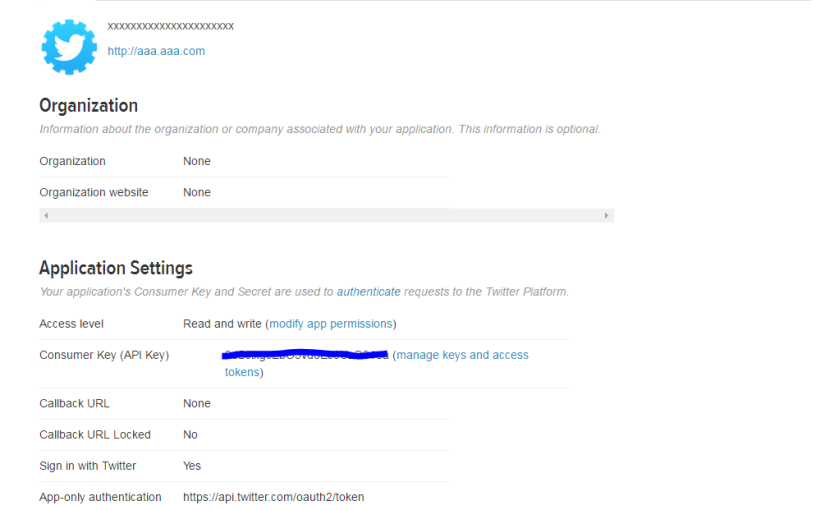 xxxxxxxxxxxxxxxxxxxxxx
http://aaa.aaa.com
Organization
Information about the organization or company associated with your application. This information is optional.
Organization None
Organization website None
Application Settings
Your application's Consumer Key and Secret are used to authenticate requests to the Twitter Platform.
Access level Read and write (modify app permissions)
Consumer Key (API Key) (manage keys and access
tokens)
Callback URL None
Callback URL Locked No
Sign in with Twitter Yes
App-only authentication https://api.twitter.com/oauth2/token